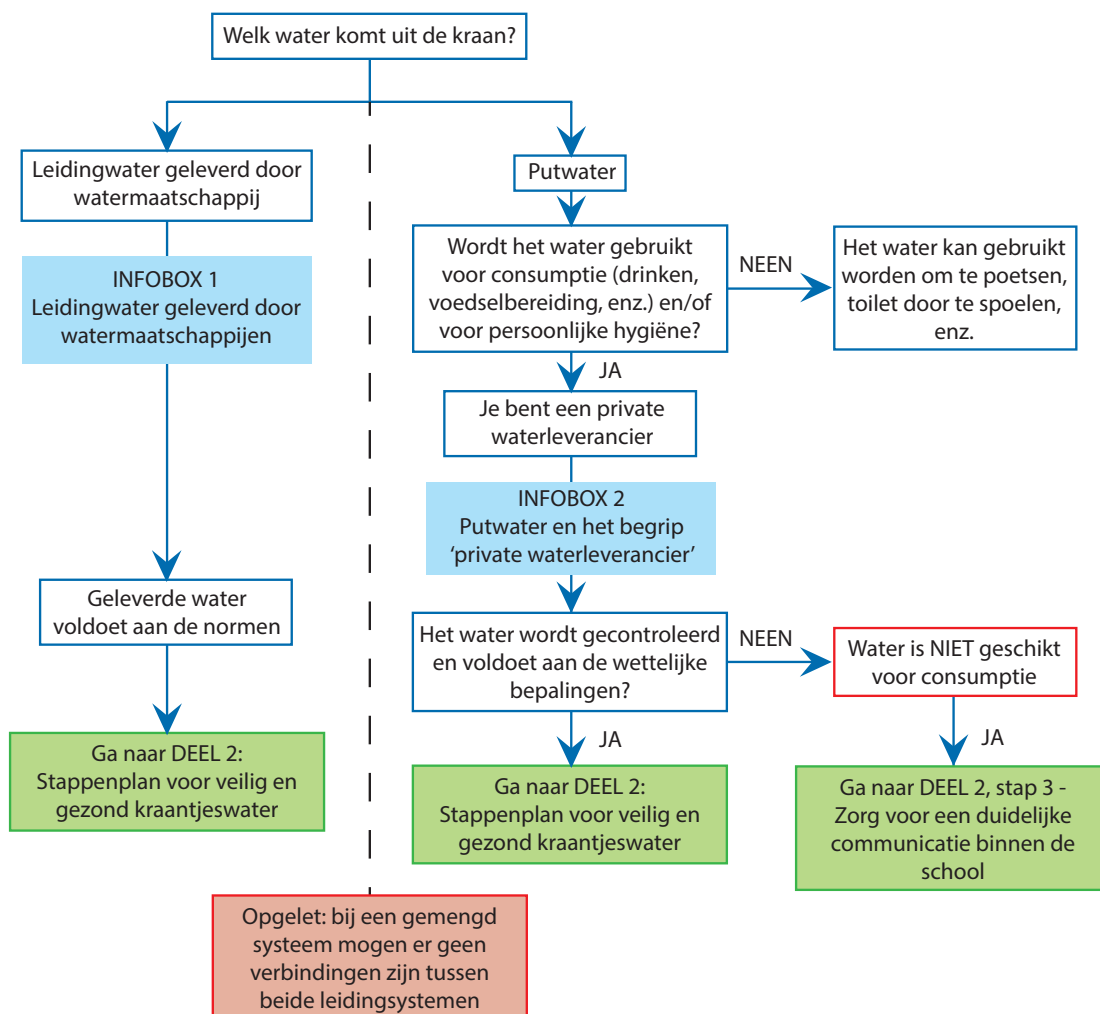 Welk water komt uit de kraan?
Leidingwater geleverd door
watermaatschappij
INFOBOX 1
Leidingwater geleverd door
watermaatschappijen
Geleverde water
voldoet aan de normen
Ga naar DEEL 2:
Stappenplan voor veilig en
gezond kraantjeswater
Putwater
Wordt het water gebruikt
voor consumptie (drinken,
voedselbereiding, enz.) en/of
voor persoonlijke hygiëne?
NEEN
Het water kan gebruikt
worden om te poetsen,
toilet door te spoelen,
enz.
JA
Je bent een private
waterleverancier
INFOBOX 2
Putwater en het begrip
‘private waterleverancier’
Het water wordt gecontroleerd
en voldoet aan de wettelijke
bepalingen?
NEEN
Water is NIET geschikt
voor consumptie
JA
Ga naar DEEL 2:
Stappenplan voor veilig en
gezond kraantjeswater
JA
Ga naar DEEL 2, stap 3 -
Zorg voor een duidelijke
communicatie binnen de
school
Opgelet: bij een gemengd
systeem mogen er geen
verbindingen zijn tussen
beide leidingsystemen